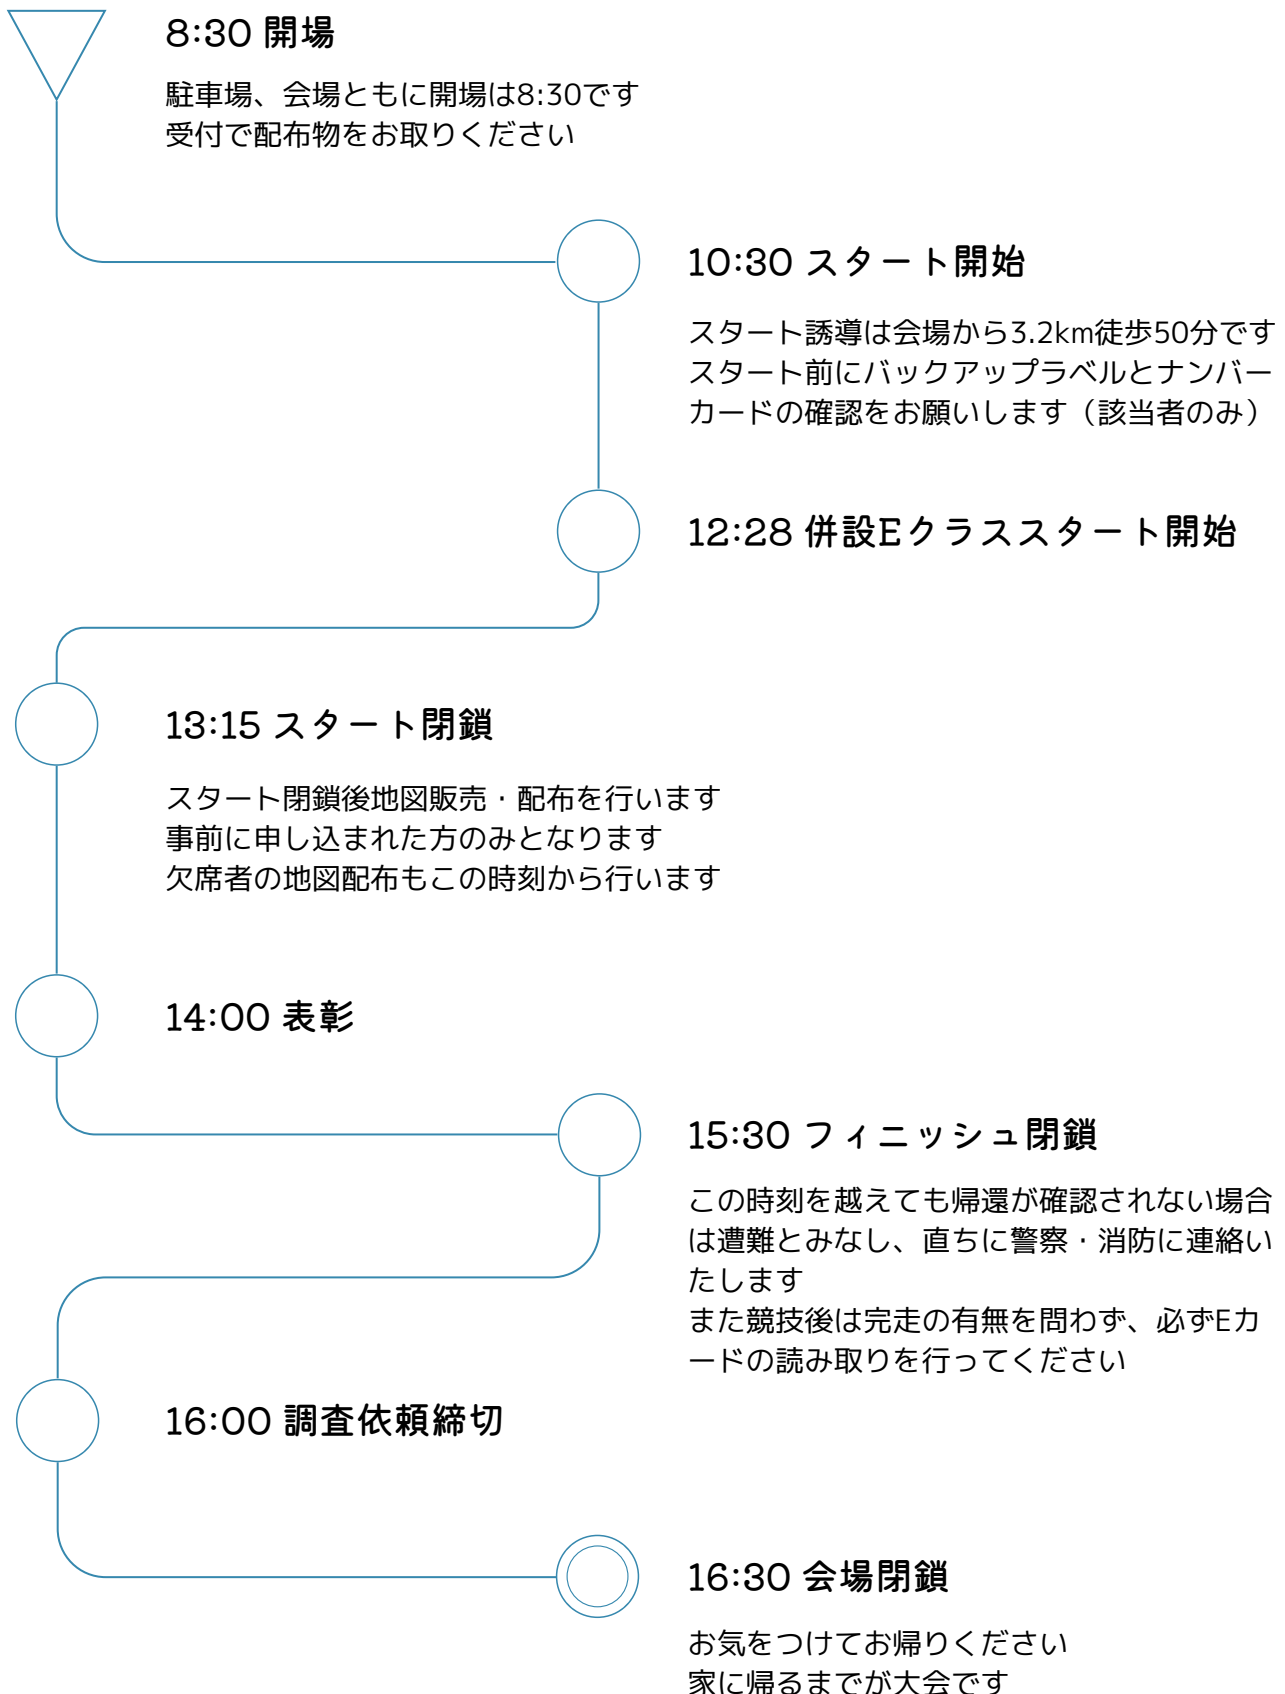 8:30 開場
駐車場、会場ともに開場は8:30です
受付で配布物をお取りください
10:30 スタート開始
スタート誘導は会場から3.2km徒歩50分です
スタート前にバックアップラベルとナンバー
カードの確認をお願いします（該当者のみ）
12:28 併設Eクラススタート開始
13:15 スタート閉鎖
スタート閉鎖後地図販売・配布を行います
事前に申し込まれた方のみとなります
欠席者の地図配布もこの時刻から行います
14:00 表彰
15:30 フィニッシュ閉鎖
この時刻を越えても帰還が確認されない場合
は遭難とみなし、直ちに警察・消防に連絡い
たします
また競技後は完走の有無を問わず、必ずEカ
ードの読み取りを行ってください
16:00 調査依頼締切
16:30 会場閉鎖
お気をつけてお帰りください
家に帰るまでが大会です